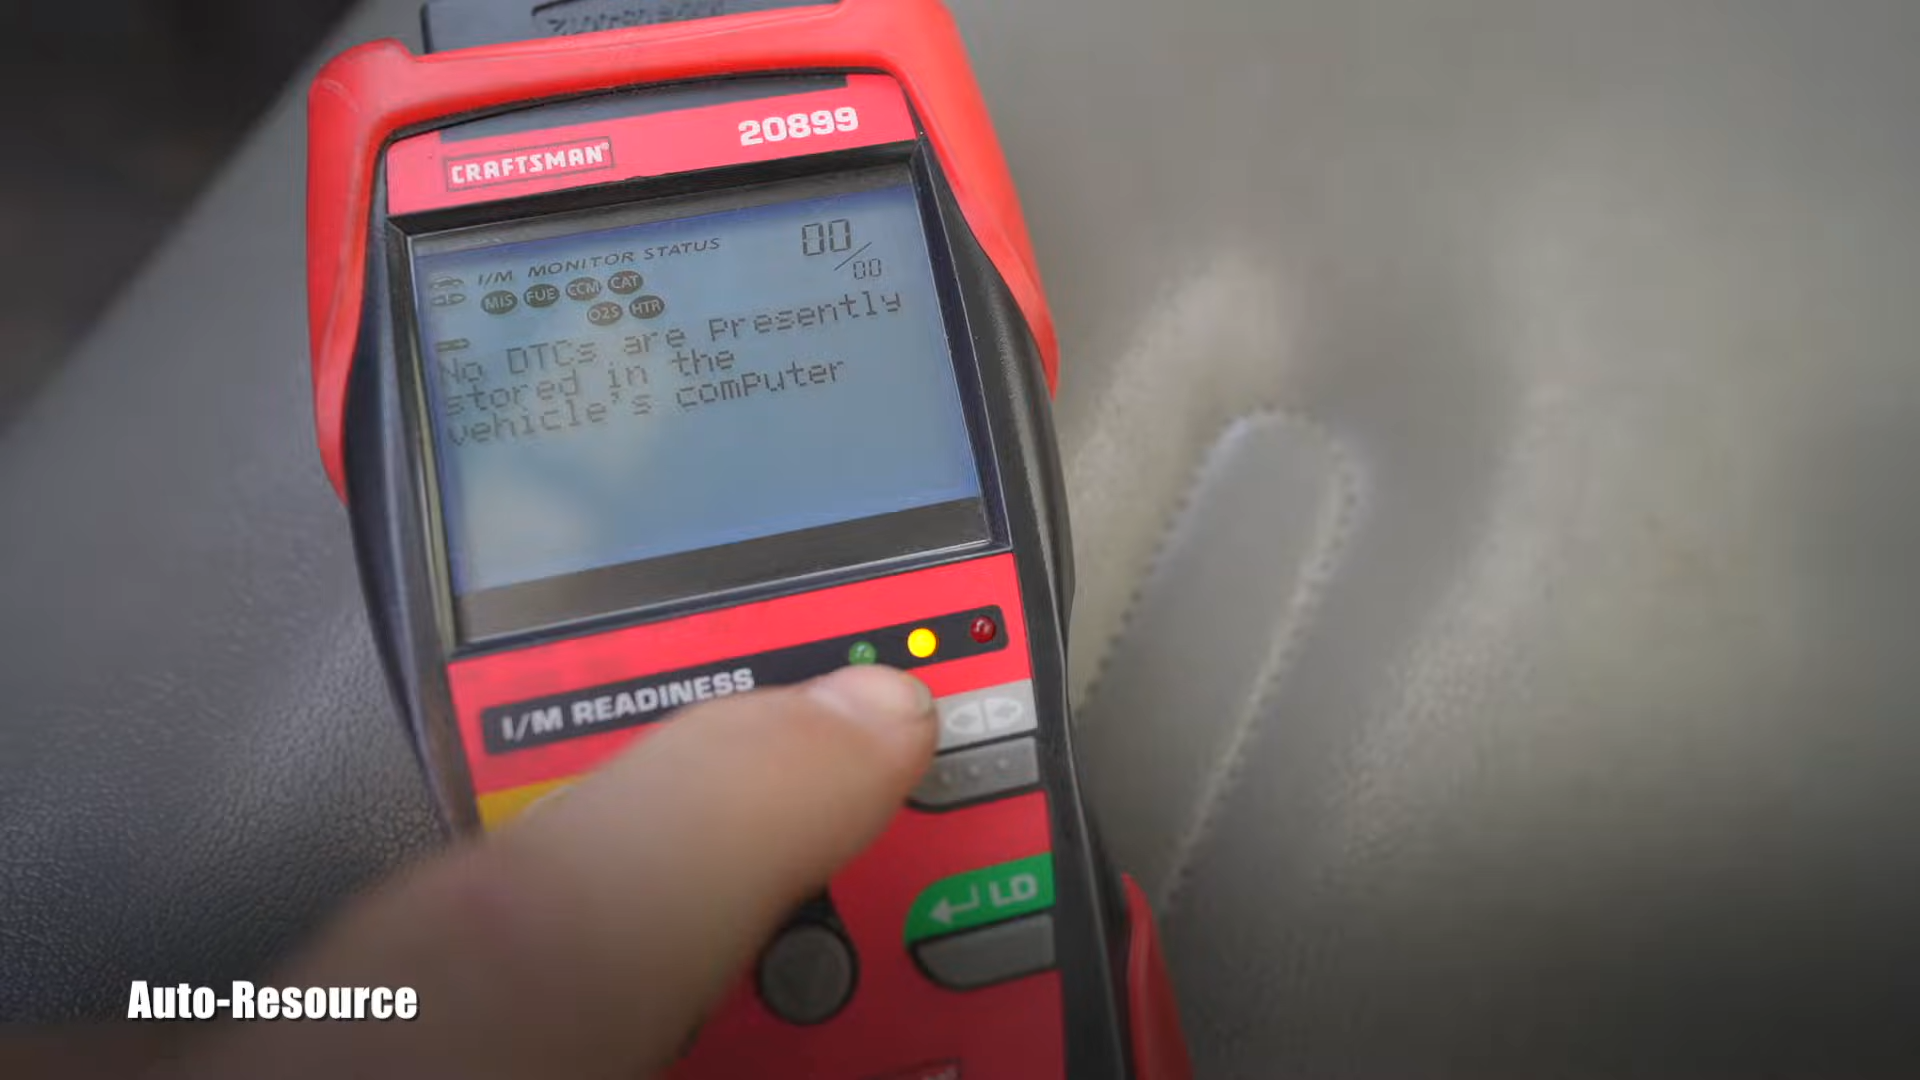 20899
CRAFTSMAN
I/M MONITOR STATUS
00/00
MIS FUE CCM CAT
O2S HTR
No DTCs are presently
stored in the
vehicle's computer
I/M READINESS
LD
Auto-Resource